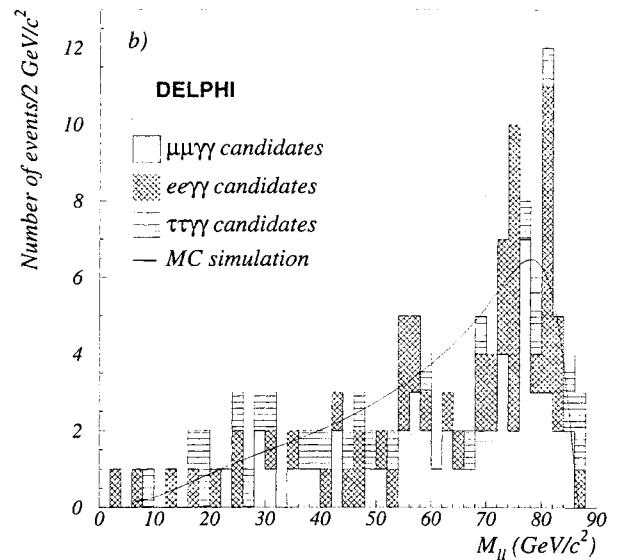 Number of events/2 GeV/c²
12
10
8
6
4
2
0
b)
DELPHI
μμγγ candidates
eeγγ candidates
ττγγ candidates
MC simulation
0 10 20 30 40 50 60 70 80 90
M_μ (GeV/c²)